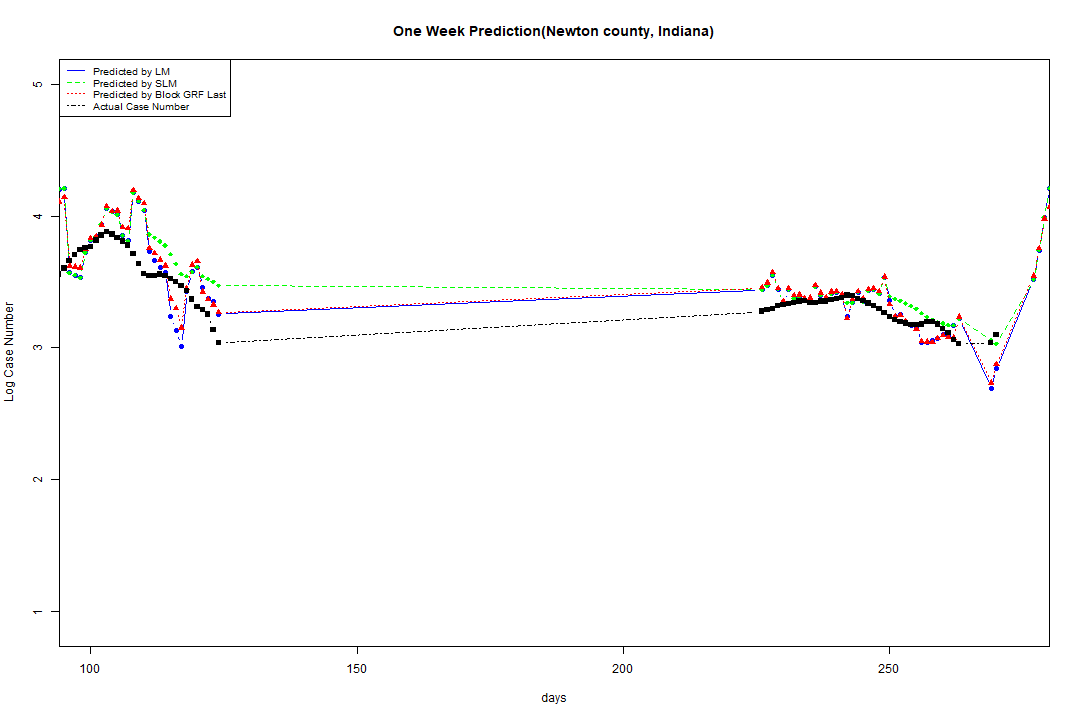 One Week Prediction(Newton county, Indiana)
Predicted by LM
Predicted by SLM
Predicted by Block GRF Last
Actual Case Number
5
4
3
2
1
Log Case Number
100
150
200
250
days